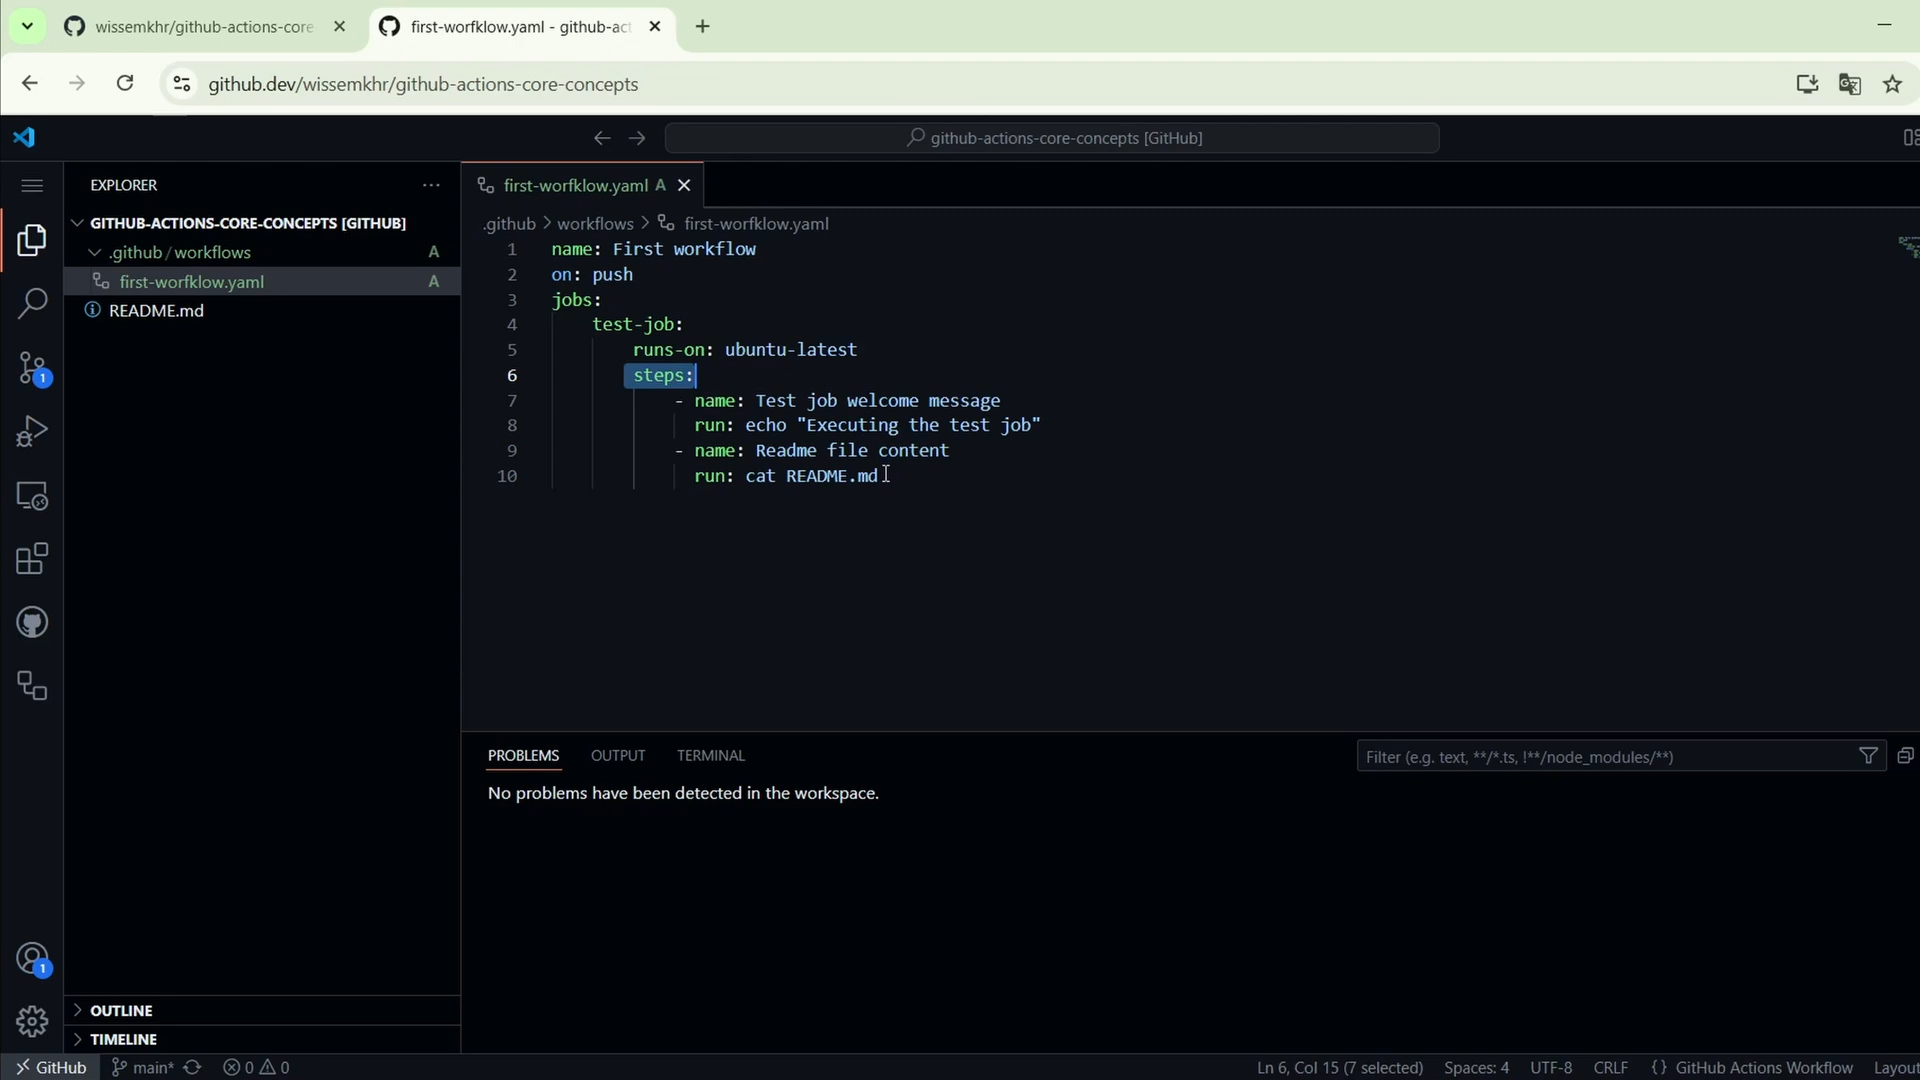 wissemkhr/github-actions-core
first-worfklow.yaml - github-act
github.dev/wissemkhr/github-actions-core-concepts
github-actions-core-concepts [GitHub]
EXPLORER
GITHUB-ACTIONS-CORE-CONCEPTS [GITHUB]
.github/workflows A
first-worfklow.yaml A
README.md
first-worfklow.yaml A
.github > workflows > first-worfklow.yaml
1 name: First workflow
2 on: push
3 jobs:
4 test-job:
5 runs-on: ubuntu-latest
6 steps:
7 - name: Test job welcome message
8 run: echo "Executing the test job"
9 - name: Readme file content
10 run: cat README.md
PROBLEMS OUTPUT TERMINAL
Filter (e.g. text, **/*.ts, !**/node_modules/**)
No problems have been detected in the workspace.
1
1
OUTLINE
TIMELINE
GitHub main* 0 0 Ln 6, Col 15 (7 selected) Spaces: 4 UTF-8 CRLF {} GitHub Actions Workflow Layout